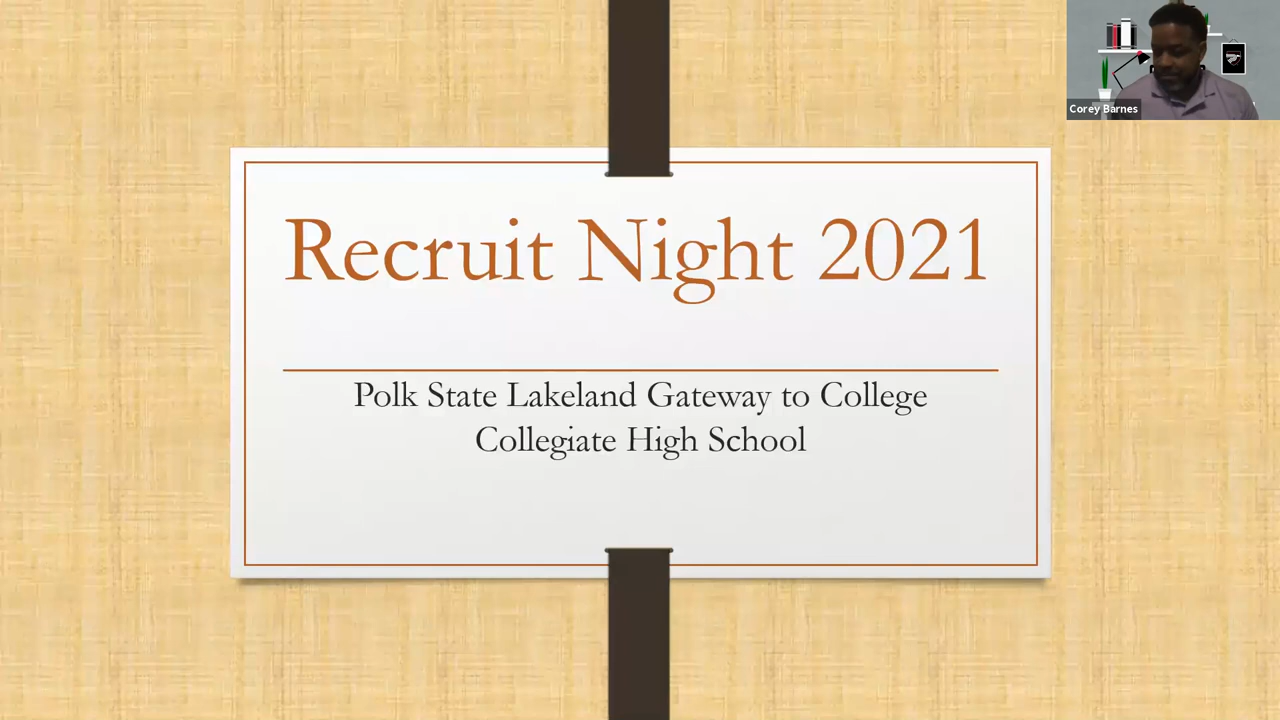 Corey Barnes
Recruit Night 2021
Polk State Lakeland Gateway to College
Collegiate High School